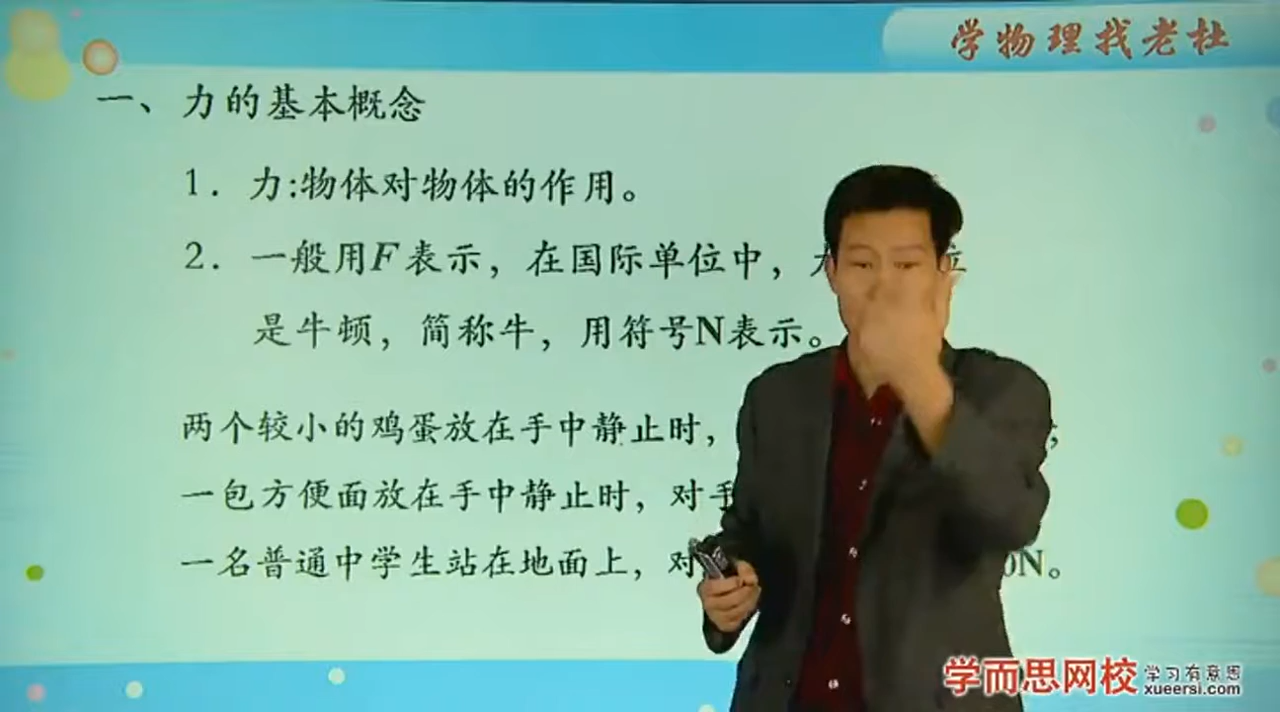 学物理找老杜
一、力的基本概念
1．力:物体对物体的作用。
2．一般用F表示，在国际单位中，
是牛顿，简称牛，用符号N表示。
两个较小的鸡蛋放在手中静止时，
一包方便面放在手中静止时，对手
一名普通中学生站在地面上，对 0N。
学而思网校 学习有意思
xueersi.com